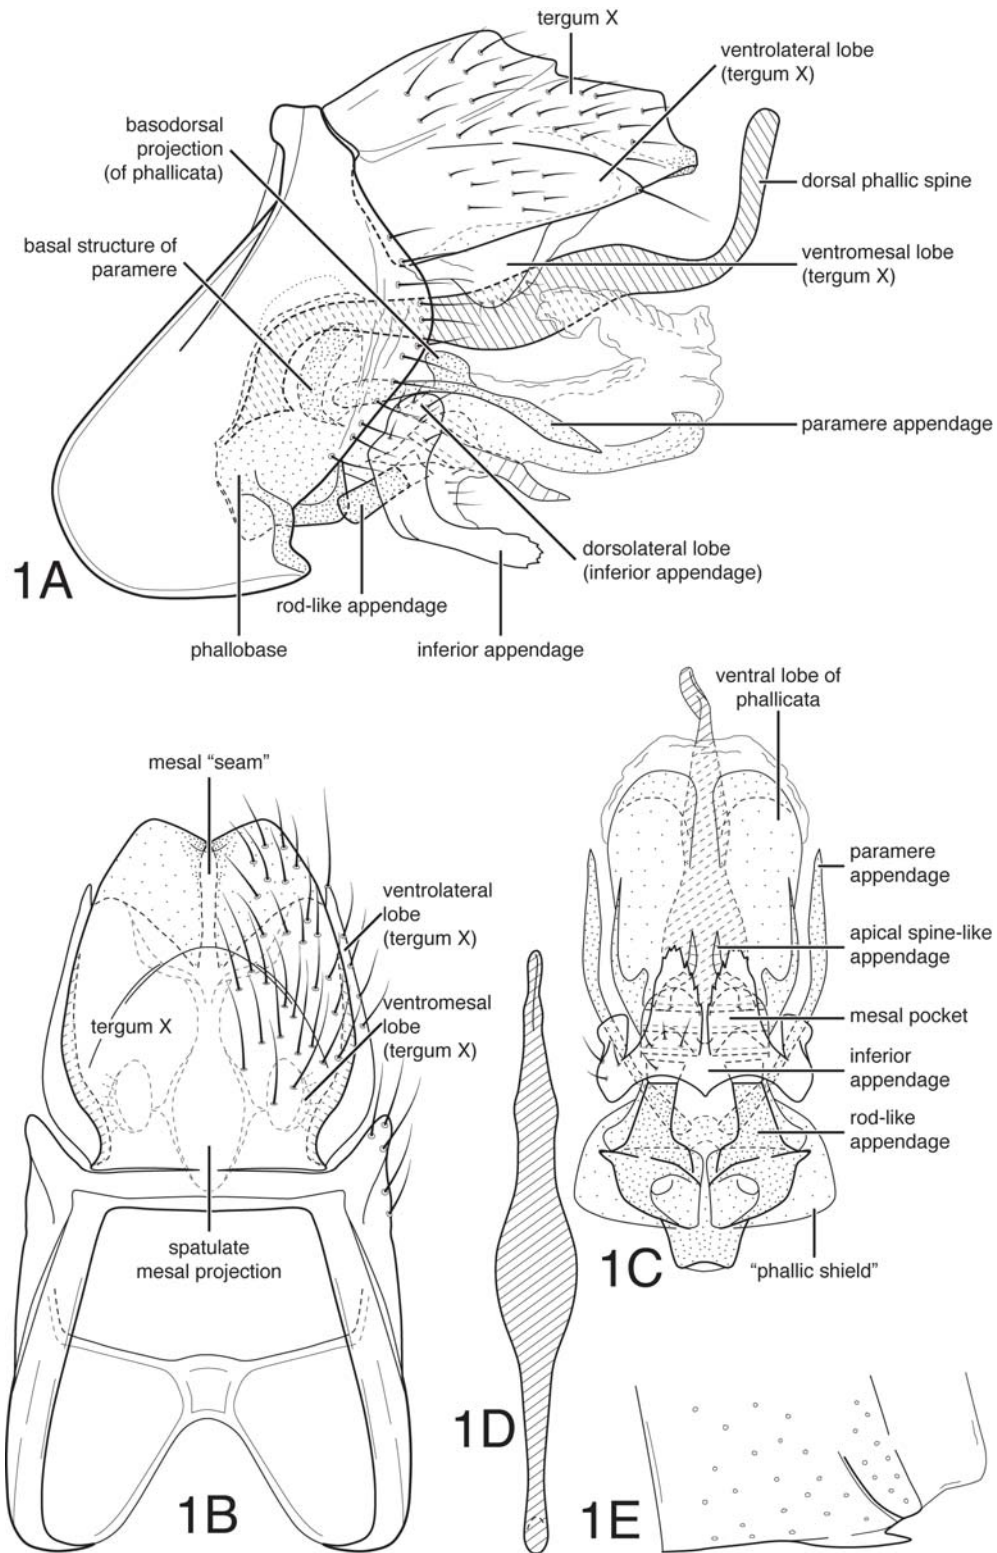 tergum X
ventrolateral lobe
(tergum X)
basodorsal
projection
(of phallicata)
dorsal phallic spine
basal structure of
paramere
ventromesal lobe
(tergum X)
paramere appendage
dorsolateral lobe
(inferior appendage)
1A
rod-like appendage
phallobase
inferior appendage
ventral lobe of
phallicata
mesal “seam”
paramere
appendage
ventrolateral
lobe
(tergum X)
apical spine-like
appendage
ventromesal
lobe
(tergum X)
tergum X
mesal pocket
inferior
appendage
rod-like
appendage
spatulate
mesal projection
1C
“phallic shield”
1D
1B
1E